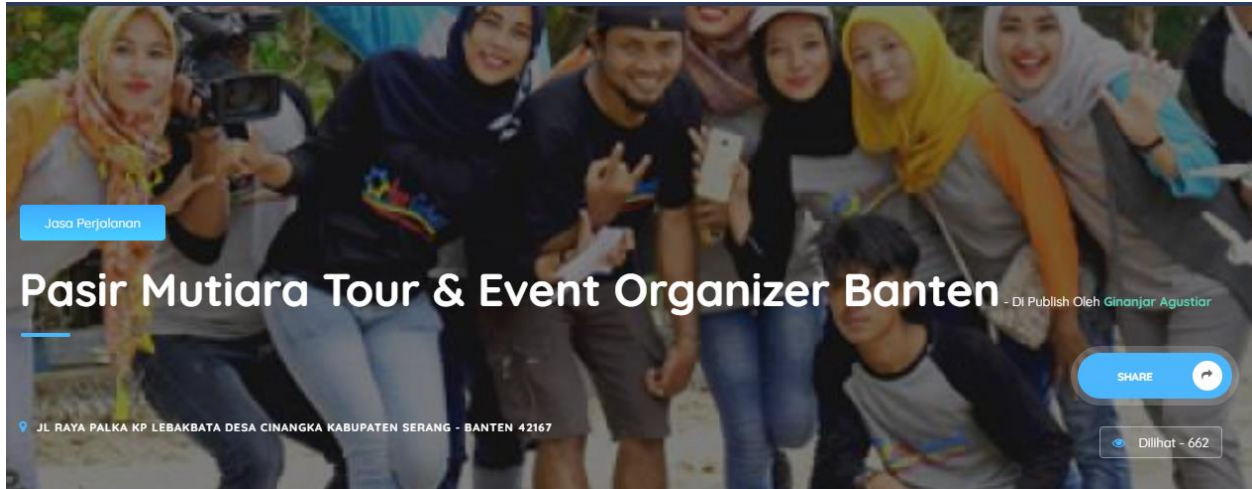 Jasa Perjalanan
Pasir Mutiara Tour & Event Organizer Banten - Di Publish Oleh Ginanjar Agustiar
SHARE
JL RAYA PALKA KP LEBAKBATA DESA CINANGKA KABUPATEN SERANG - BANTEN 42167
Dilihat - 662